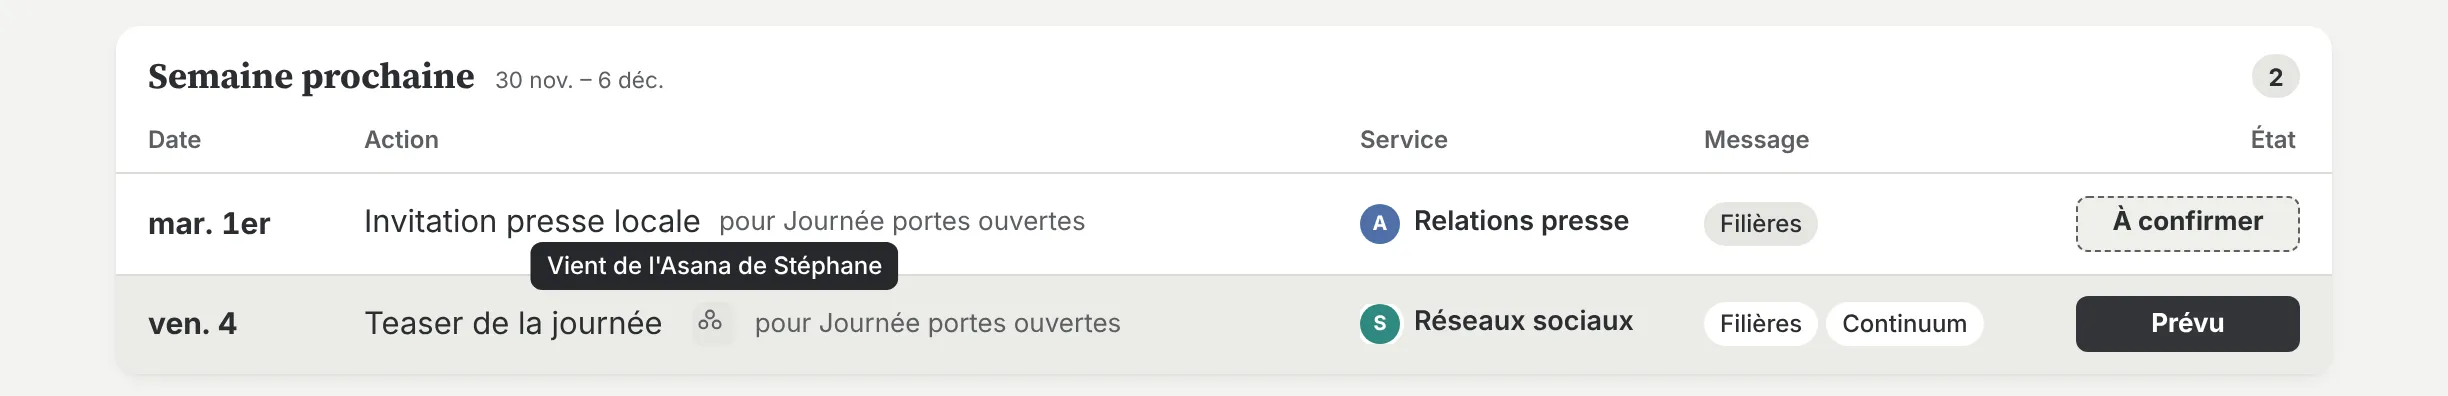 Semaine prochaine 30 nov. – 6 déc. 2
Date Action Service Message État
mar. 1er Invitation presse locale pour Journée portes ouvertes A Relations presse Filières À confirmer
Vient de l'Asana de Stéphane
ven. 4 Teaser de la journée pour Journée portes ouvertes S Réseaux sociaux Filières Continuum Prévu